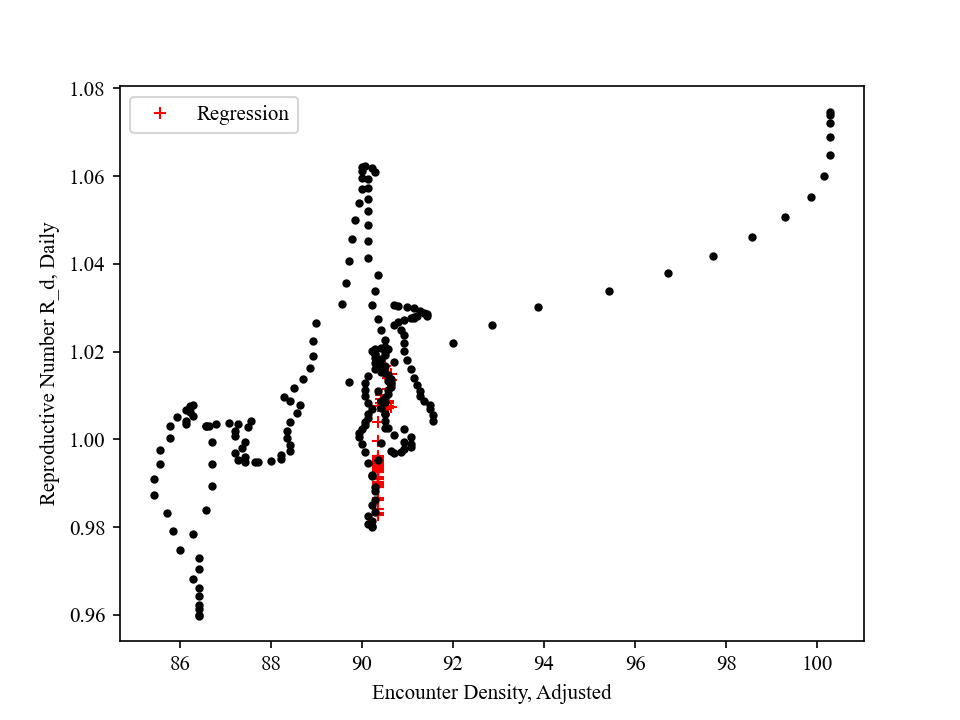 1.08
1.06
1.04
1.02
1.00
0.98
0.96
Reproductive Number R_d, Daily
Regression
86 88 90 92 94 96 98 100
Encounter Density, Adjusted